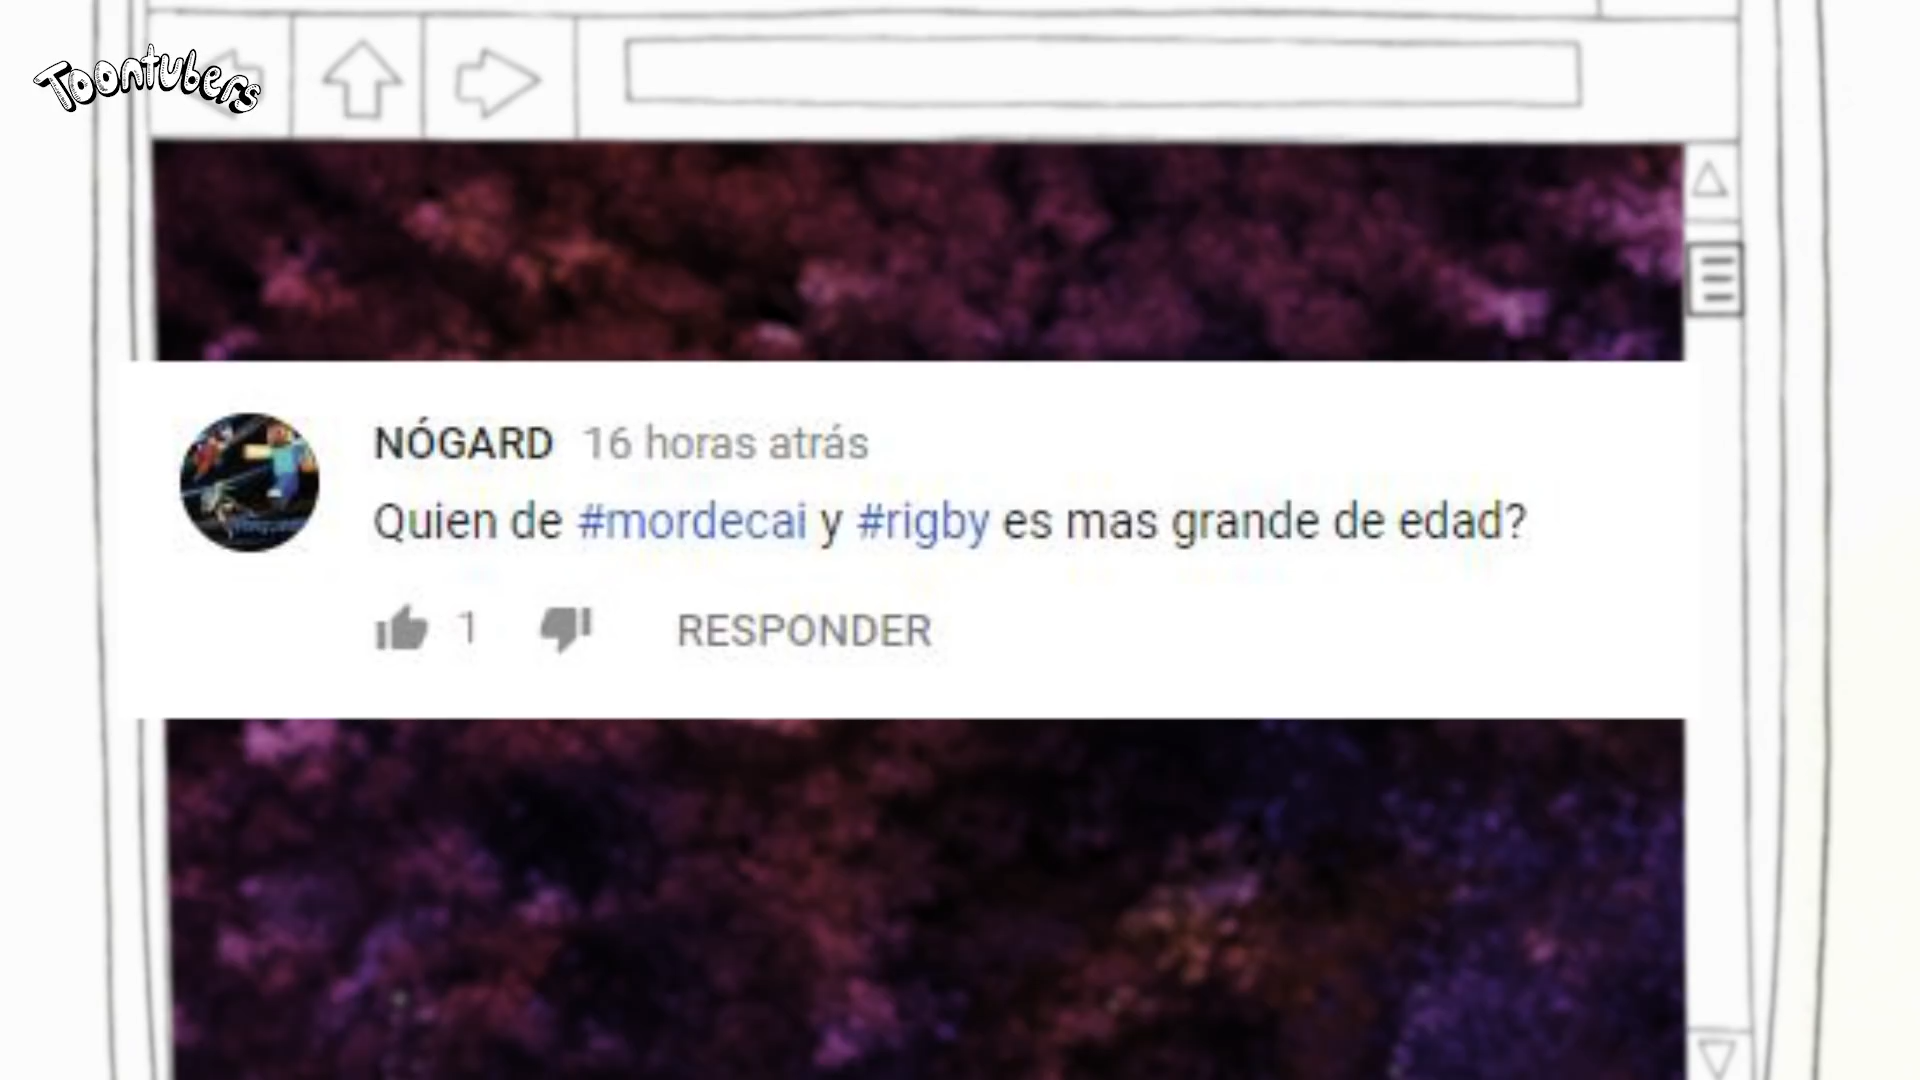 Toontubers
NÓGARD 16 horas atrás
Quien de #mordecai y #rigby es mas grande de edad?
1 RESPONDER